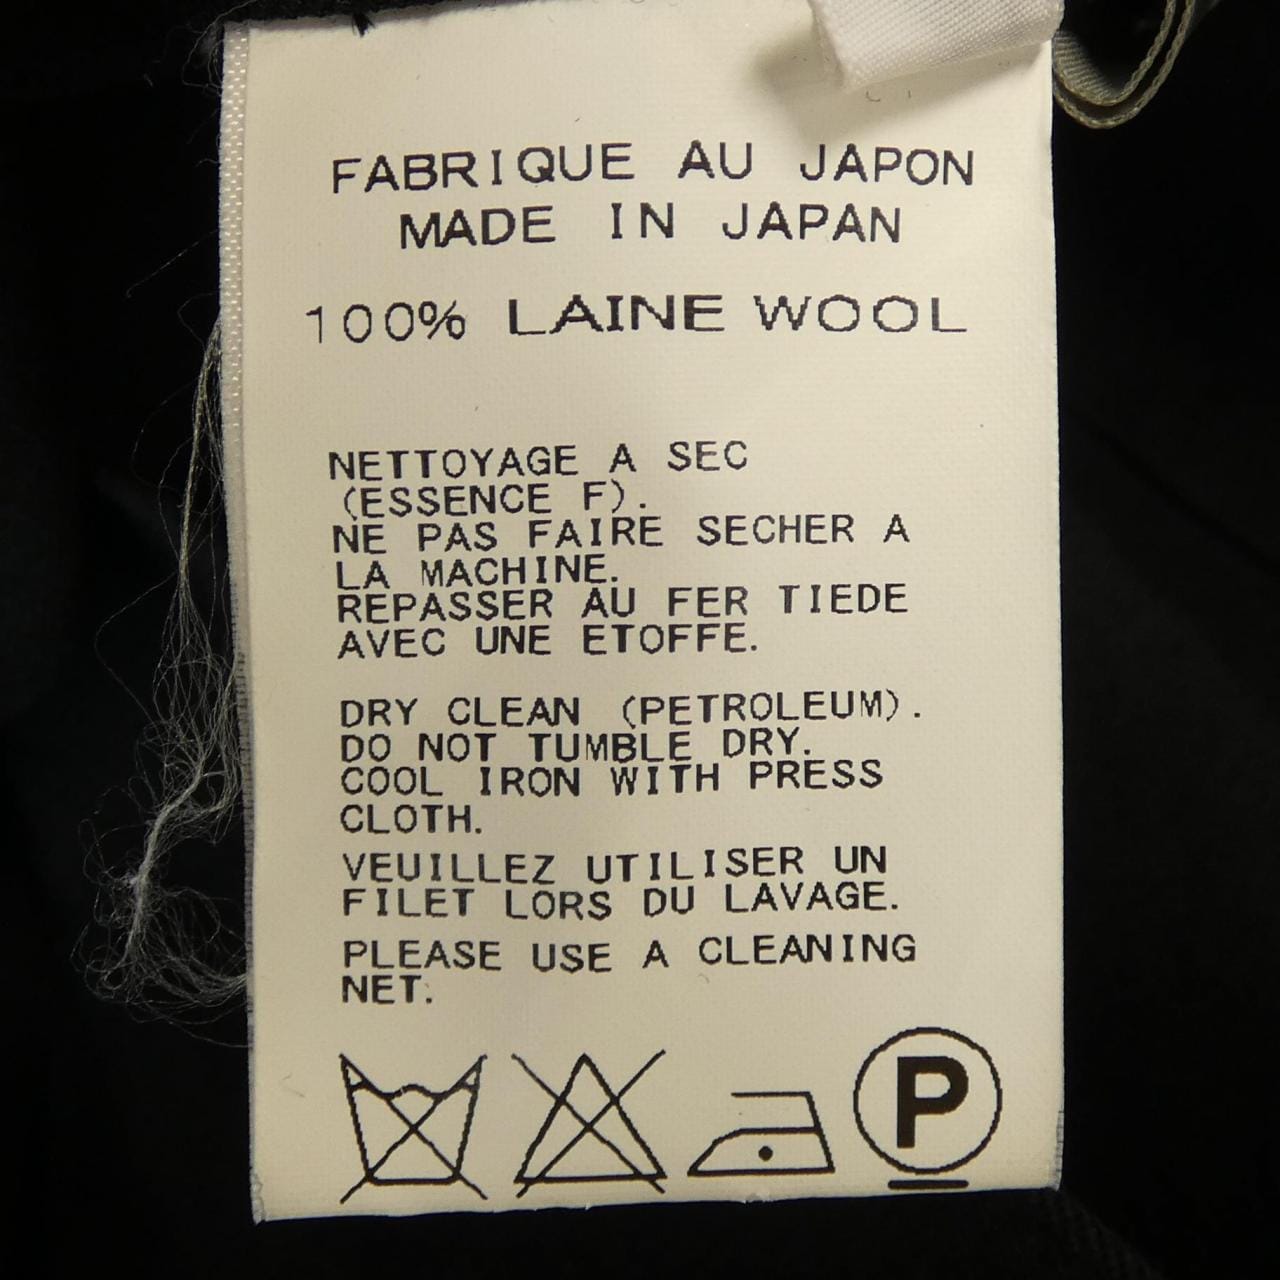 FABRIQUE AU JAPON
MADE IN JAPAN
100% LAINE WOOL
NETTOYAGE A SEC
(ESSENCE F).
NE PAS FAIRE SECHER A
LA MACHINE.
REPASSER AU FER TIEDE
AVEC UNE ETOFFE.
DRY CLEAN (PETROLEUM).
DO NOT TUMBLE DRY.
COOL IRON WITH PRESS
CLOTH.
VEUILLEZ UTILISER UN
FILET LORS DU LAVAGE.
PLEASE USE A CLEANING
NET.
P